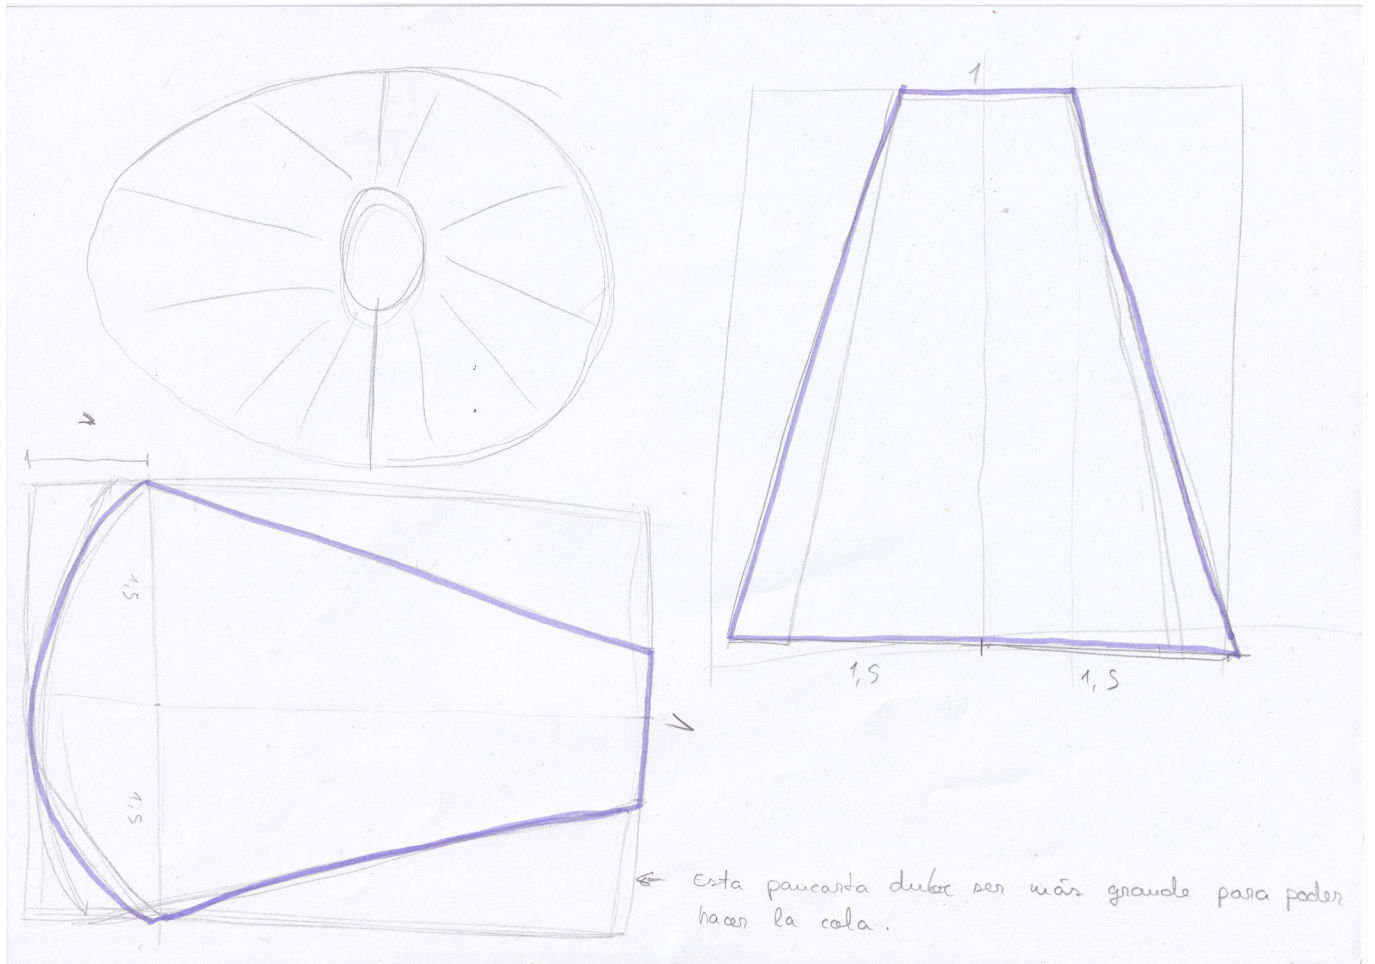 1
1,5 1,5
1,5
1,5
Esta pancarta debe ser más grande para poder
hacer la cola.